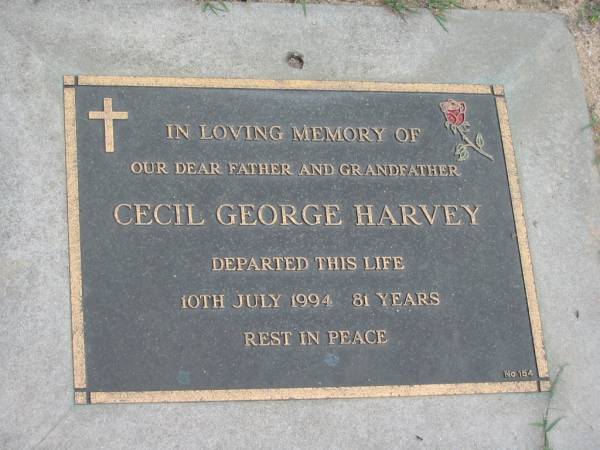 IN LOVING MEMORY OF
OUR DEAR FATHER AND GRANDFATHER
CECIL GEORGE HARVEY
DEPARTED THIS LIFE
10TH JULY 1994 81 YEARS
REST IN PEACE
No.154